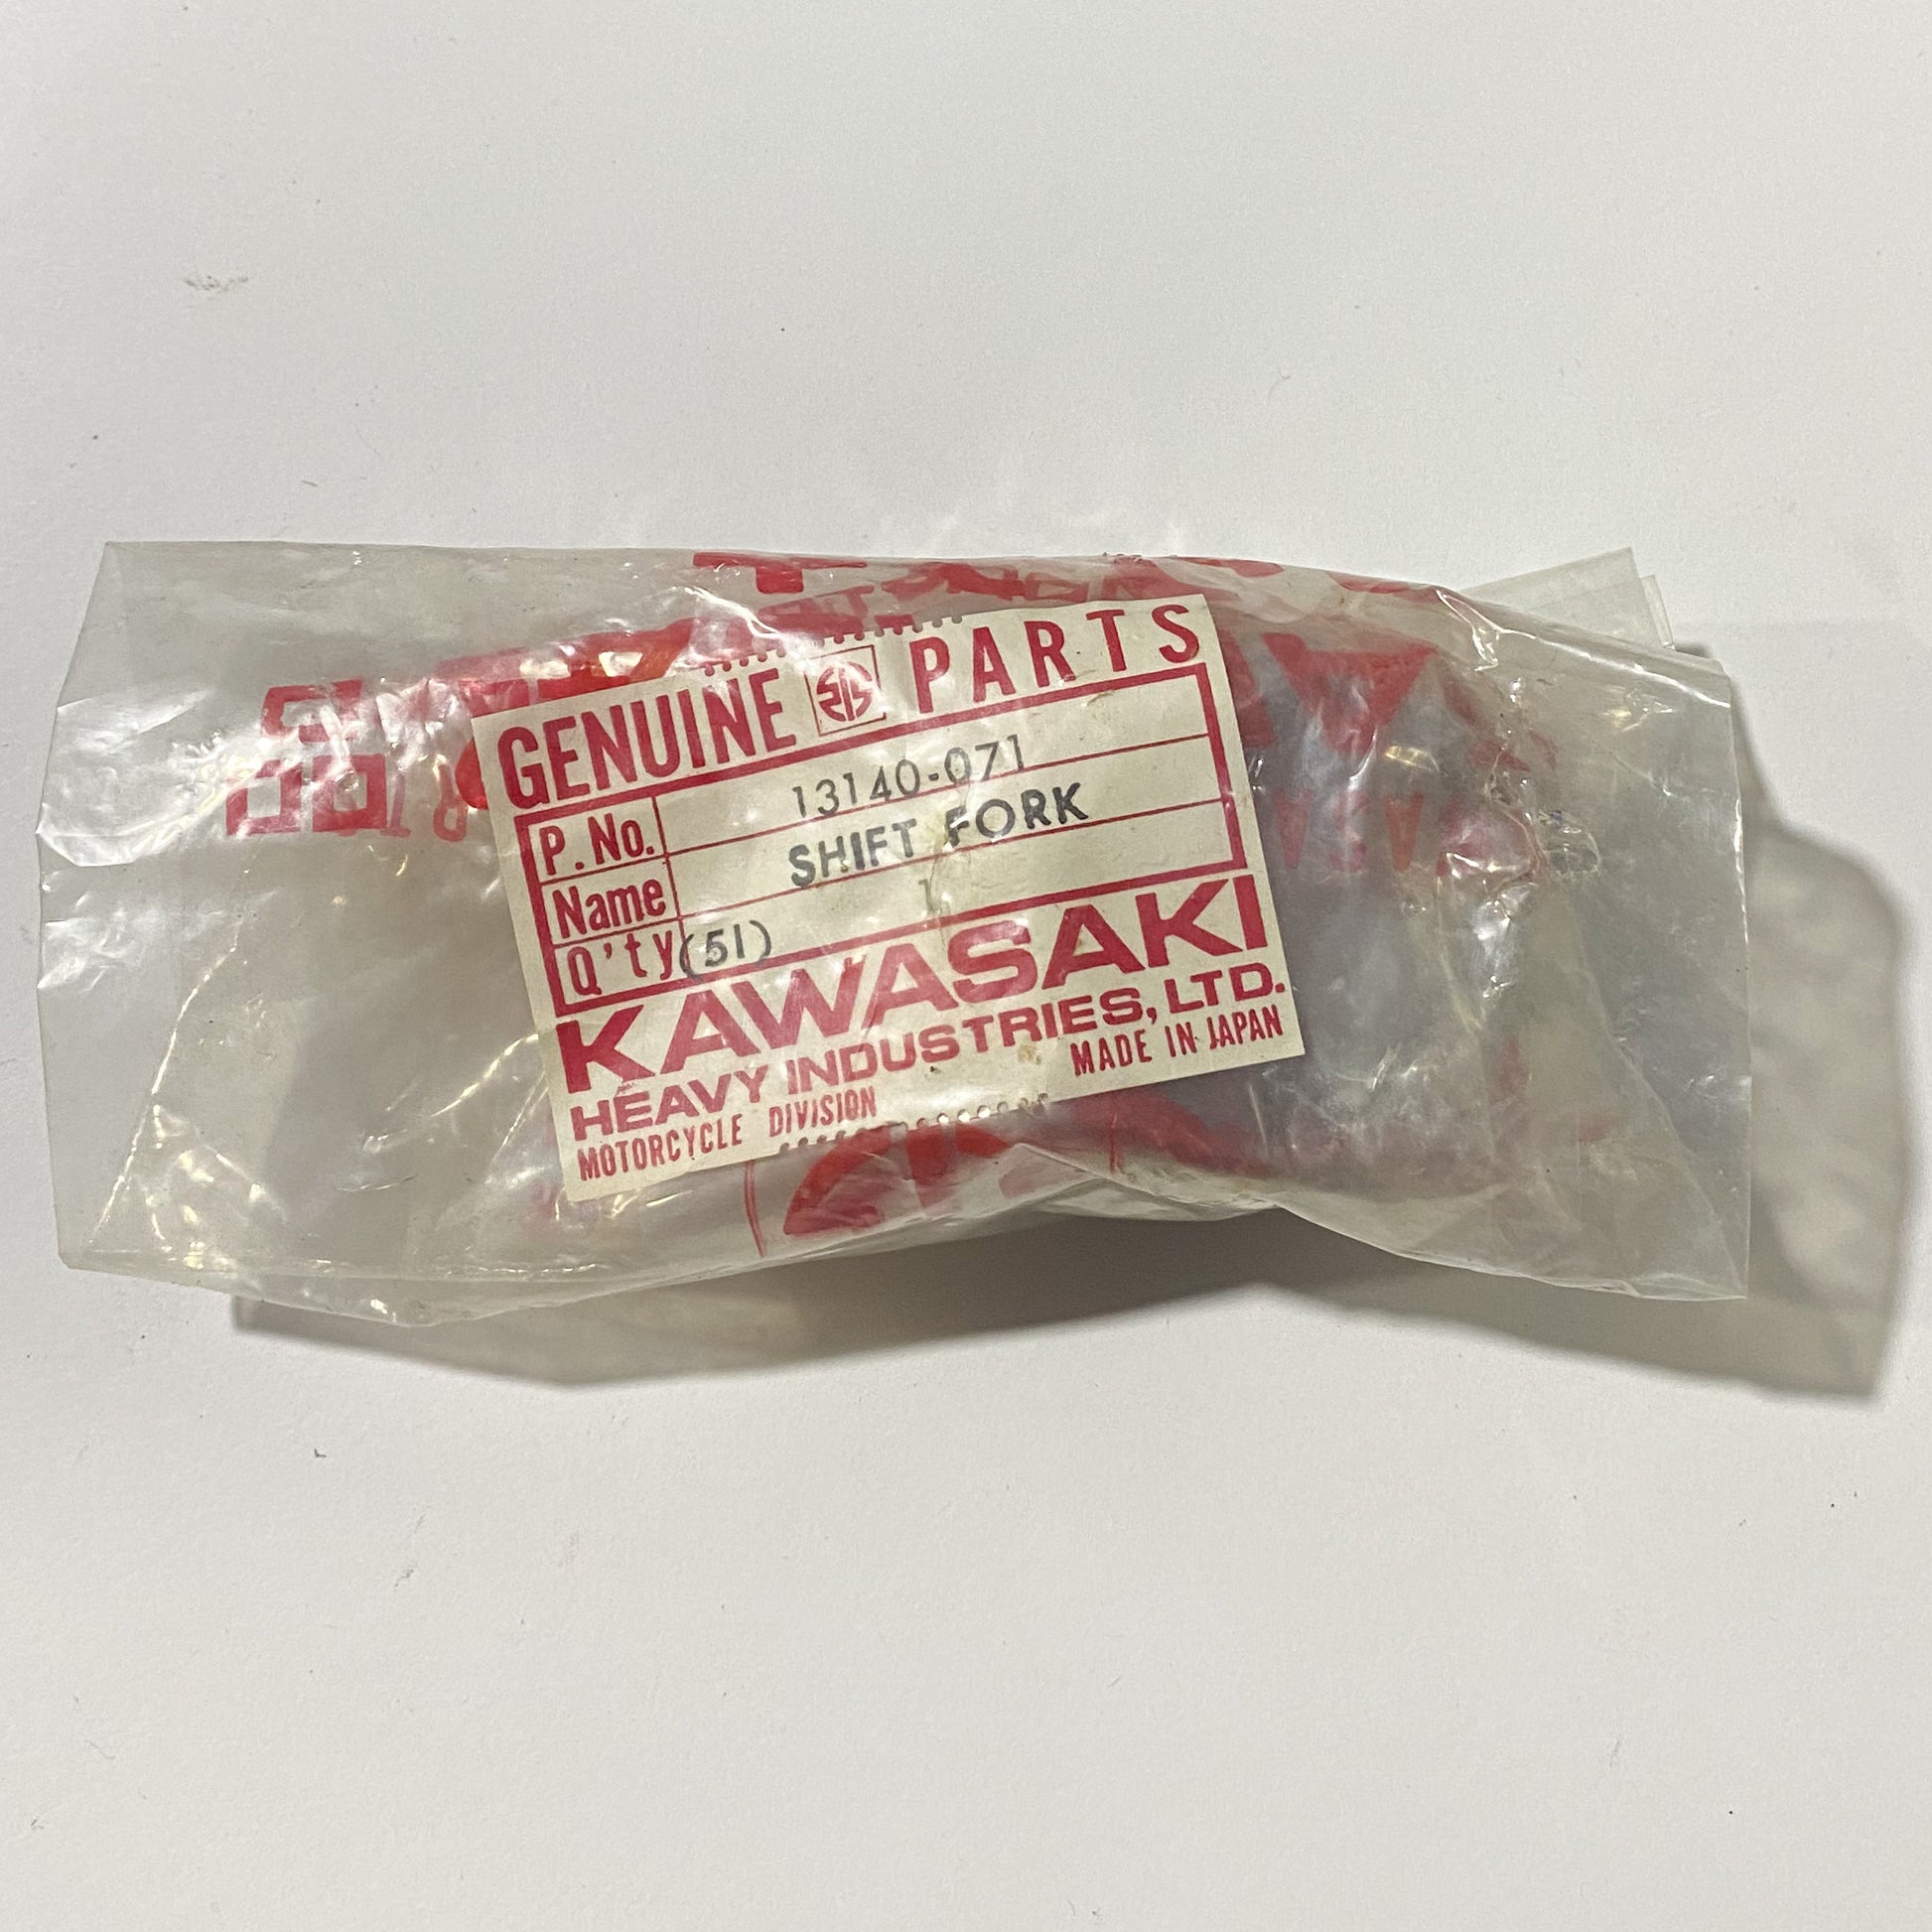 GENUINE PARTS
P.No. 13140-071
Name SHIFT FORK
Q'ty (51) 1
KAWASAKI
HEAVY INDUSTRIES, LTD.
MOTORCYCLE DIVISION MADE IN JAPAN